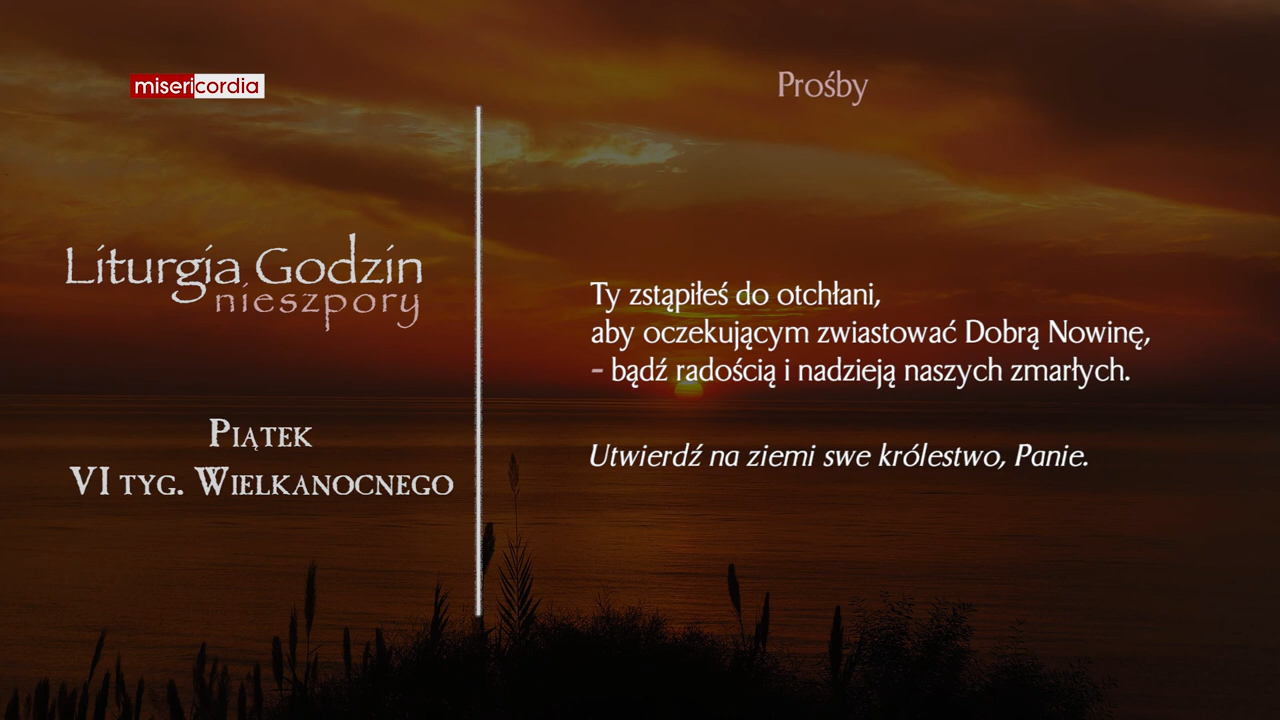 misericordia
Liturgia Godzin
nieszpory
Piątek
VI tyg. Wielkanocnego
Prośby
Ty zstąpiłeś do otchłani,
aby oczekującym zwiastować Dobrą Nowinę,
- bądź radością i nadzieją naszych zmarłych.
Utwierdź na ziemi swe królestwo, Panie.